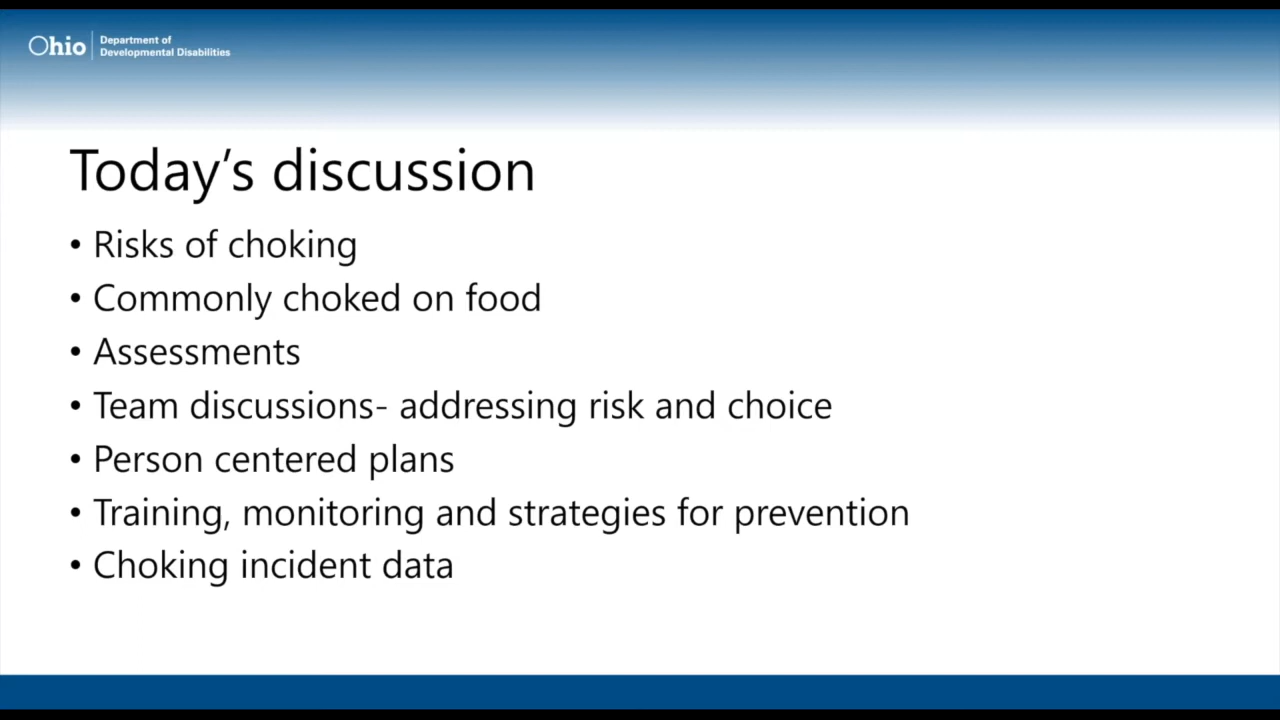 Ohio
Department of
Developmental Disabilities
Today's discussion
• Risks of choking
• Commonly choked on food
• Assessments
• Team discussions- addressing risk and choice
• Person centered plans
• Training, monitoring and strategies for prevention
• Choking incident data